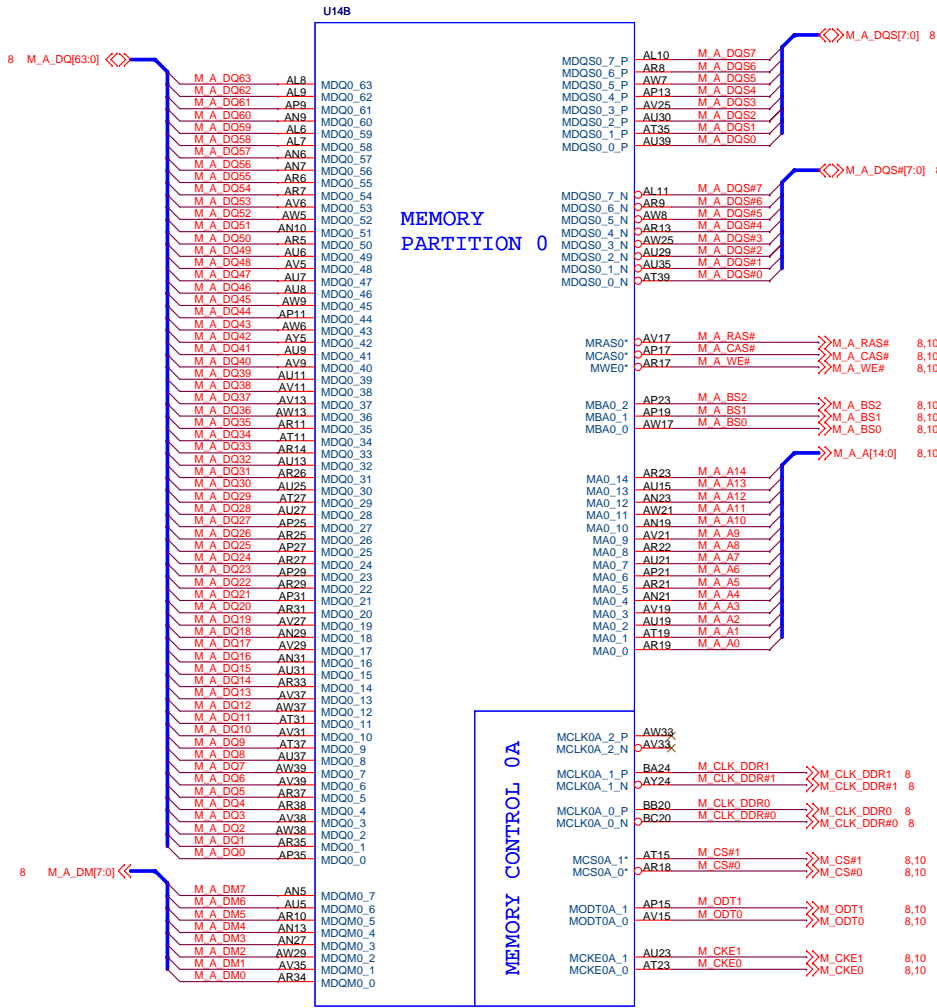 U14B
8 M_A_DQ[63:0]
M_A_DQ63 AL8 MDQ0_63
M_A_DQ62 AL9 MDQ0_62
M_A_DQ61 AP9 MDQ0_61
M_A_DQ60 AN9 MDQ0_60
M_A_DQ59 AL6 MDQ0_59
M_A_DQ58 AL7 MDQ0_58
M_A_DQ57 AN6 MDQ0_57
M_A_DQ56 AN7 MDQ0_56
M_A_DQ55 AR6 MDQ0_55
M_A_DQ54 AR7 MDQ0_54
M_A_DQ53 AV6 MDQ0_53
M_A_DQ52 AW5 MDQ0_52
M_A_DQ51 AN10 MDQ0_51
M_A_DQ50 AR5 MDQ0_50
M_A_DQ49 AU6 MDQ0_49
M_A_DQ48 AV5 MDQ0_48
M_A_DQ47 AU7 MDQ0_47
M_A_DQ46 AU8 MDQ0_46
M_A_DQ45 AW9 MDQ0_45
M_A_DQ44 AP11 MDQ0_44
M_A_DQ43 AW6 MDQ0_43
M_A_DQ42 AY5 MDQ0_42
M_A_DQ41 AU9 MDQ0_41
M_A_DQ40 AV9 MDQ0_40
M_A_DQ39 AU11 MDQ0_39
M_A_DQ38 AV11 MDQ0_38
M_A_DQ37 AV13 MDQ0_37
M_A_DQ36 AW13 MDQ0_36
M_A_DQ35 AR11 MDQ0_35
M_A_DQ34 AT11 MDQ0_34
M_A_DQ33 AR14 MDQ0_33
M_A_DQ32 AU13 MDQ0_32
M_A_DQ31 AR26 MDQ0_31
M_A_DQ30 AU25 MDQ0_30
M_A_DQ29 AT27 MDQ0_29
M_A_DQ28 AU27 MDQ0_28
M_A_DQ27 AP25 MDQ0_27
M_A_DQ26 AR25 MDQ0_26
M_A_DQ25 AP27 MDQ0_25
M_A_DQ24 AR27 MDQ0_24
M_A_DQ23 AP29 MDQ0_23
M_A_DQ22 AR29 MDQ0_22
M_A_DQ21 AP31 MDQ0_21
M_A_DQ20 AR31 MDQ0_20
M_A_DQ19 AV27 MDQ0_19
M_A_DQ18 AN29 MDQ0_18
M_A_DQ17 AV29 MDQ0_17
M_A_DQ16 AN31 MDQ0_16
M_A_DQ15 AU31 MDQ0_15
M_A_DQ14 AR33 MDQ0_14
M_A_DQ13 AV37 MDQ0_13
M_A_DQ12 AW37 MDQ0_12
M_A_DQ11 AT31 MDQ0_11
M_A_DQ10 AV31 MDQ0_10
M_A_DQ9 AT37 MDQ0_9
M_A_DQ8 AU37 MDQ0_8
M_A_DQ7 AW39 MDQ0_7
M_A_DQ6 AV39 MDQ0_6
M_A_DQ5 AR37 MDQ0_5
M_A_DQ4 AR38 MDQ0_4
M_A_DQ3 AV38 MDQ0_3
M_A_DQ2 AW38 MDQ0_2
M_A_DQ1 AR35 MDQ0_1
M_A_DQ0 AP35 MDQ0_0
8 M_A_DM[7:0]
M_A_DM7 AN5 MDQM0_7
M_A_DM6 AU5 MDQM0_6
M_A_DM5 AR10 MDQM0_5
M_A_DM4 AN13 MDQM0_4
M_A_DM3 AN27 MDQM0_3
M_A_DM2 AW29 MDQM0_2
M_A_DM1 AV35 MDQM0_1
M_A_DM0 AR34 MDQM0_0
MEMORY
PARTITION 0
M_A_DQS[7:0] 8
MDQS0_7_P AL10 M_A_DQS7
MDQS0_6_P AR8 M_A_DQS6
MDQS0_5_P AW7 M_A_DQS5
MDQS0_4_P AP13 M_A_DQS4
MDQS0_3_P AV25 M_A_DQS3
MDQS0_2_P AU30 M_A_DQS2
MDQS0_1_P AT35 M_A_DQS1
MDQS0_0_P AU39 M_A_DQS0
M_A_DQS#[7:0] 8
MDQS0_7_N AL11 M_A_DQS#7
MDQS0_6_N AR9 M_A_DQS#6
MDQS0_5_N AW8 M_A_DQS#5
MDQS0_4_N AR13 M_A_DQS#4
MDQS0_3_N AW25 M_A_DQS#3
MDQS0_2_N AU29 M_A_DQS#2
MDQS0_1_N AU35 M_A_DQS#1
MDQS0_0_N AT39 M_A_DQS#0
MRAS0* AV17 M_A_RAS# M_A_RAS# 8,10
MCAS0* AP17 M_A_CAS# M_A_CAS# 8,10
MWE0* AR17 M_A_WE# M_A_WE# 8,10
MBA0_2 AP23 M_A_BS2 M_A_BS2 8,10
MBA0_1 AP19 M_A_BS1 M_A_BS1 8,10
MBA0_0 AW17 M_A_BS0 M_A_BS0 8,10
M_A_A[14:0] 8,10
MA0_14 AR23 M_A_A14
MA0_13 AU15 M_A_A13
MA0_12 AN23 M_A_A12
MA0_11 AW21 M_A_A11
MA0_10 AN19 M_A_A10
MA0_9 AV21 M_A_A9
MA0_8 AR22 M_A_A8
MA0_7 AU21 M_A_A7
MA0_6 AP21 M_A_A6
MA0_5 AR21 M_A_A5
MA0_4 AN21 M_A_A4
MA0_3 AV19 M_A_A3
MA0_2 AU19 M_A_A2
MA0_1 AT19 M_A_A1
MA0_0 AR19 M_A_A0
MEMORY CONTROL 0A
MCLK0A_2_P AW33
MCLK0A_2_N AV33
MCLK0A_1_P BA24 M_CLK_DDR1 M_CLK_DDR1 8
MCLK0A_1_N AY24 M_CLK_DDR#1 M_CLK_DDR#1 8
MCLKA_0_P BB20 M_CLK_DDR0 M_CLK_DDR0 8
MCLK0A_0_N BC20 M_CLK_DDR#0 M_CLK_DDR#0 8
MCS0A_1* AT15 M_CS#1 M_CS#1 8,10
MCS0A_0* AR18 M_CS#0 M_CS#0 8,10
MODT0A_1 AP15 M_ODT1 M_ODT1 8,10
MODT0A_0 AV15 M_ODT0 M_ODT0 8,10
MCKE0A_1 AU23 M_CKE1 M_CKE1 8,10
MCKE0A_0 AT23 M_CKE0 M_CKE0 8,10